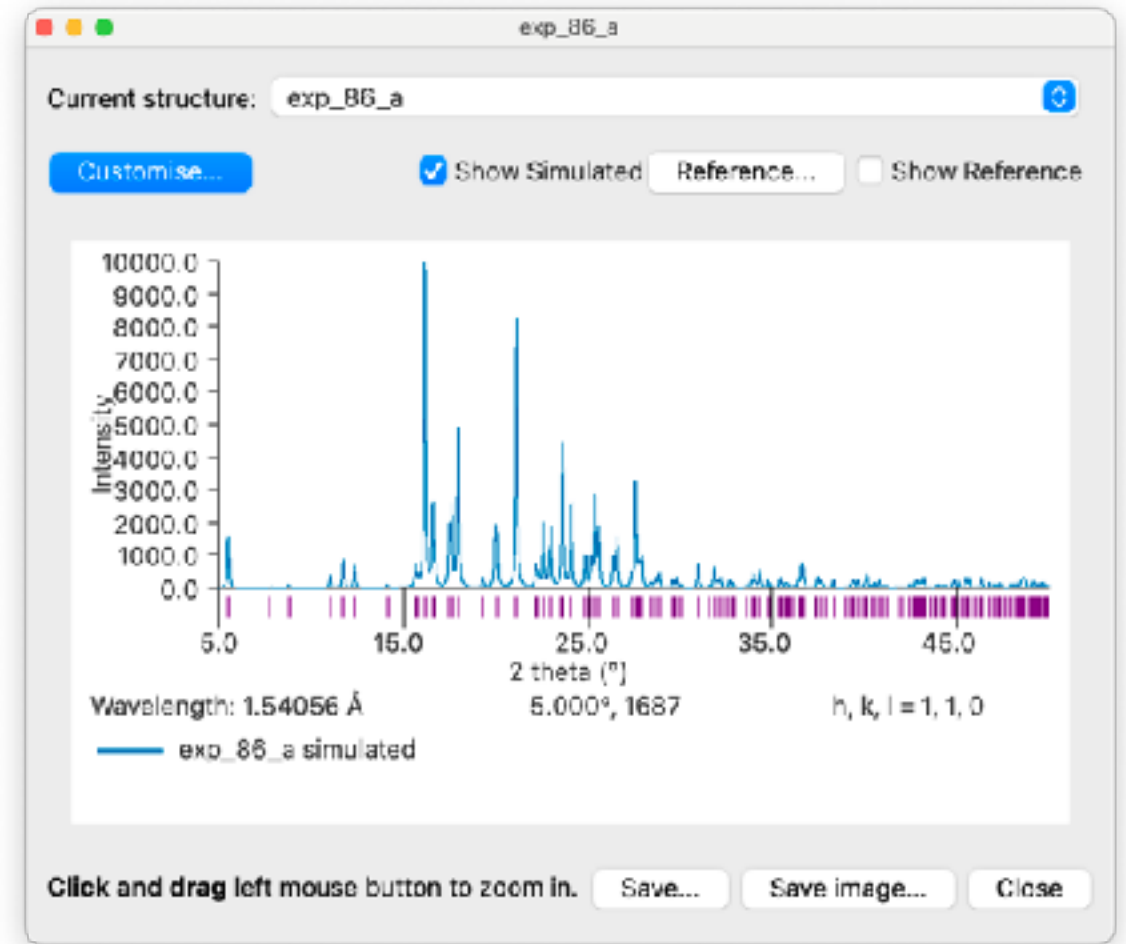 exp_86_a
Current structure: exp_86_a
Customise... Show Simulated Reference... Show Reference
10000.0
9000.0
8000.0
7000.0
6000.0
5000.0
4000.0
3000.0
2000.0
1000.0
0.0
Intensity
5.0 15.0 25.0 35.0 45.0
2 theta (°)
Wavelength: 1.54056 Å 5.000°, 1687 h, k, l = 1, 1, 0
exp_86_a simulated
Click and drag left mouse button to zoom in. Save... Save image... Close